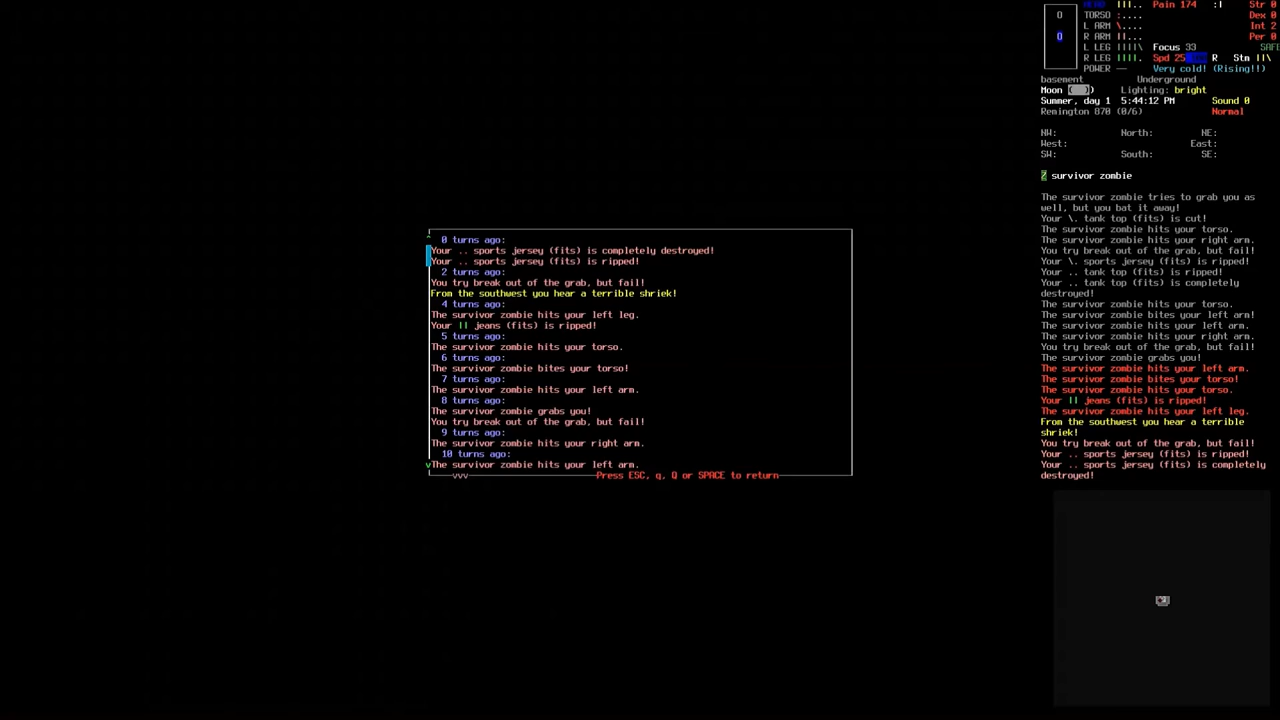 0 turns ago:
Your .. sports jersey (fits) is completely destroyed!
Your .. sports jersey (fits) is ripped!
2 turns ago:
You try break out of the grab, but fail!
From the southwest you hear a terrible shriek!
4 turns ago:
The survivor zombie hits your left leg.
Your || jeans (fits) is ripped!
5 turns ago:
The survivor zombie hits your torso.
6 turns ago:
The survivor zombie bites your torso!
7 turns ago:
The survivor zombie hits your left arm.
8 turns ago:
The survivor zombie grabs you!
You try break out of the grab, but fail!
9 turns ago:
The survivor zombie hits your right arm.
10 turns ago:
The survivor zombie hits your left arm.
Press ESC, q, Q or SPACE to return
HEAD |||.. Pain 174 :| Str 0
O TORSO :.... Dex 0
L ARM \.... Int 2
O R ARM ||... Per 0
L LEG ||||\ Focus 33 SAFE
R LEG ||||. Spd 25 R Stm ||\
POWER -- Very cold! (Rising!!)
basement Underground
Moon ( ) Lighting: bright
Summer, day 1 5:44:12 PM Sound 0
Remington 870 (0/6) Normal
NW: North: NE:
West: East:
SW: South: SE:
Z survivor zombie
The survivor zombie tries to grab you as
well, but you bat it away!
Your \. tank top (fits) is cut!
The survivor zombie hits your torso.
The survivor zombie hits your right arm.
Your \. sports jersey (fits) is ripped!
Your .. tank top (fits) is ripped!
Your .. tank top (fits) is completely
destroyed!
The survivor zombie hits your torso.
The survivor zombie bites your left arm!
The survivor zombie hits your left arm.
The survivor zombie hits your right arm.
You try break out of the grab, but fail!
The survivor zombie grabs you!
The survivor zombie hits your left arm.
The survivor zombie bites your torso!
The survivor zombie hits your torso.
Your || jeans (fits) is ripped!
The survivor zombie hits your left leg.
From the southwest you hear a terrible
shriek!
You try break out of the grab, but fail!
Your .. sports jersey (fits) is ripped!
Your .. sports jersey (fits) is completely
destroyed!